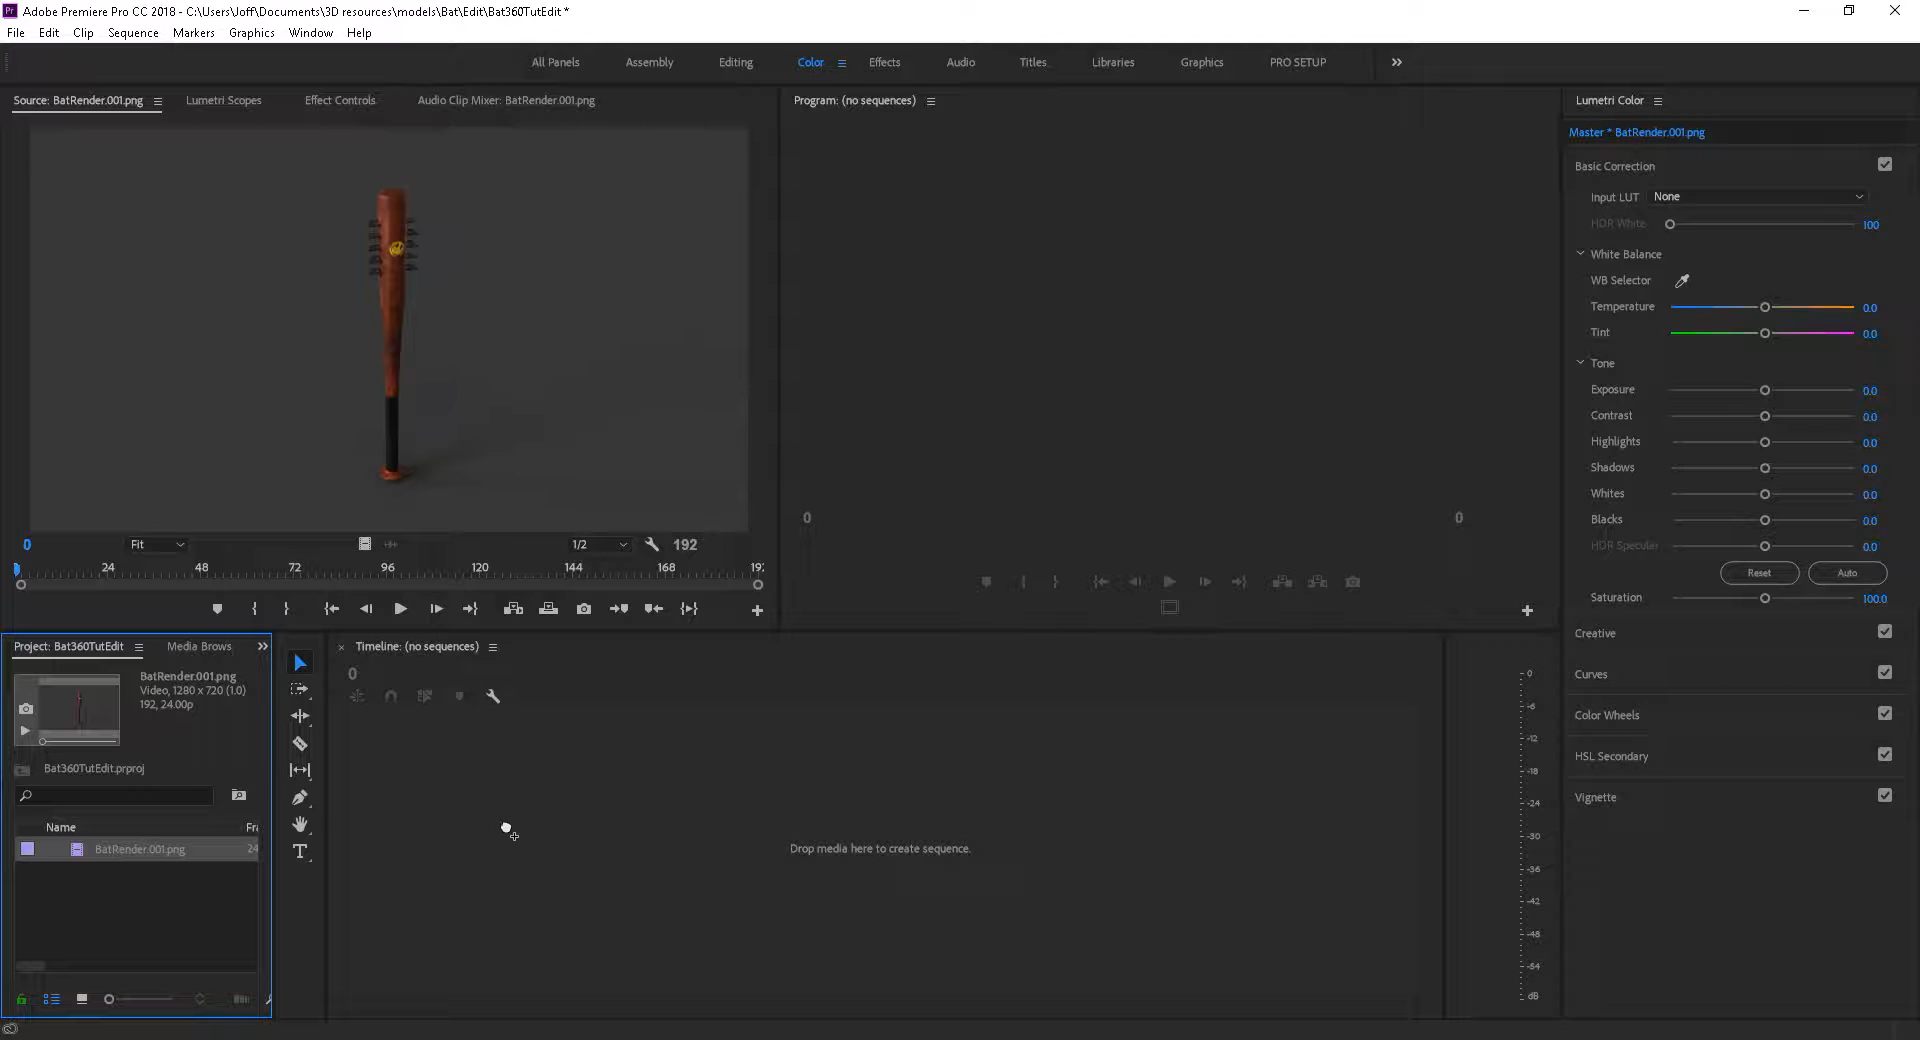 Pr Adobe Premiere Pro CC 2018 - C:\Users\Joff\Documents\3D resources\models\Bat\Edit\Bat360TutEdit *
File Edit Clip Sequence Markers Graphics Window Help
All Panels Assembly Editing Color Effects Audio Titles Libraries Graphics PRO SETUP
Source: BatRender.001.png Lumetri Scopes Effect Controls Audio Clip Mixer: BatRender.001.png
Program: (no sequences)
Lumetri Color
Master * BatRender.001.png
Basic Correction
Input LUT None
HDR White 100
White Balance
WB Selector
Temperature 0.0
Tint 0.0
Tone
Exposure 0.0
Contrast 0.0
Highlights 0.0
Shadows 0.0
Whites 0.0
Blacks 0.0
HDR Specular 0.0
Reset Auto
Saturation 100.0
Creative
Curves
Color Wheels
HSL Secondary
Vignette
0 0
0 Fit 1/2 192
24 48 72 96 120 144 168 192
Project: Bat360TutEdit Media Brows
BatRender.001.png
Video, 1280 x 720 (1.0)
192, 24.00p
Bat360TutEdit.prproj
Name Fra
BatRender.001.png 24
T
Timeline: (no sequences)
0
Drop media here to create sequence.
0
-6
-12
-18
-24
-30
-36
-42
-48
-54
dB